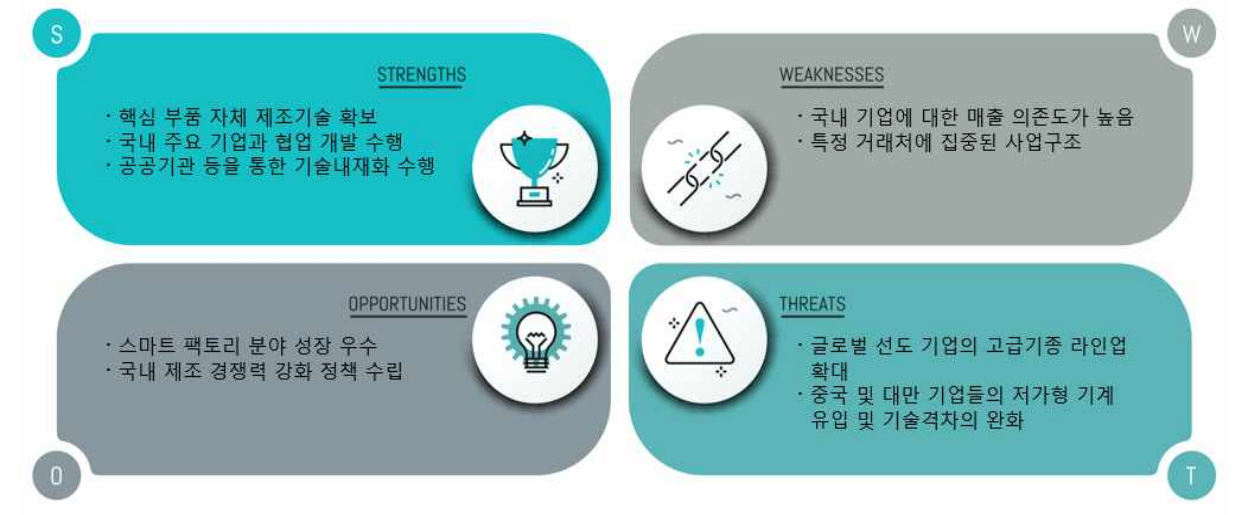 S
STRENGTHS
· 핵심 부품 자체 제조기술 확보
· 국내 주요 기업과 협업 개발 수행
· 공공기관 등을 통한 기술내재화 수행
W
WEAKNESSES
· 국내 기업에 대한 매출 의존도가 높음
· 특정 거래처에 집중된 사업구조
O
OPPORTUNITIES
· 스마트 팩토리 분야 성장 우수
· 국내 제조 경쟁력 강화 정책 수립
T
THREATS
· 글로벌 선도 기업의 고급기종 라인업
확대
· 중국 및 대만 기업들의 저가형 기계
유입 및 기술격차의 완화